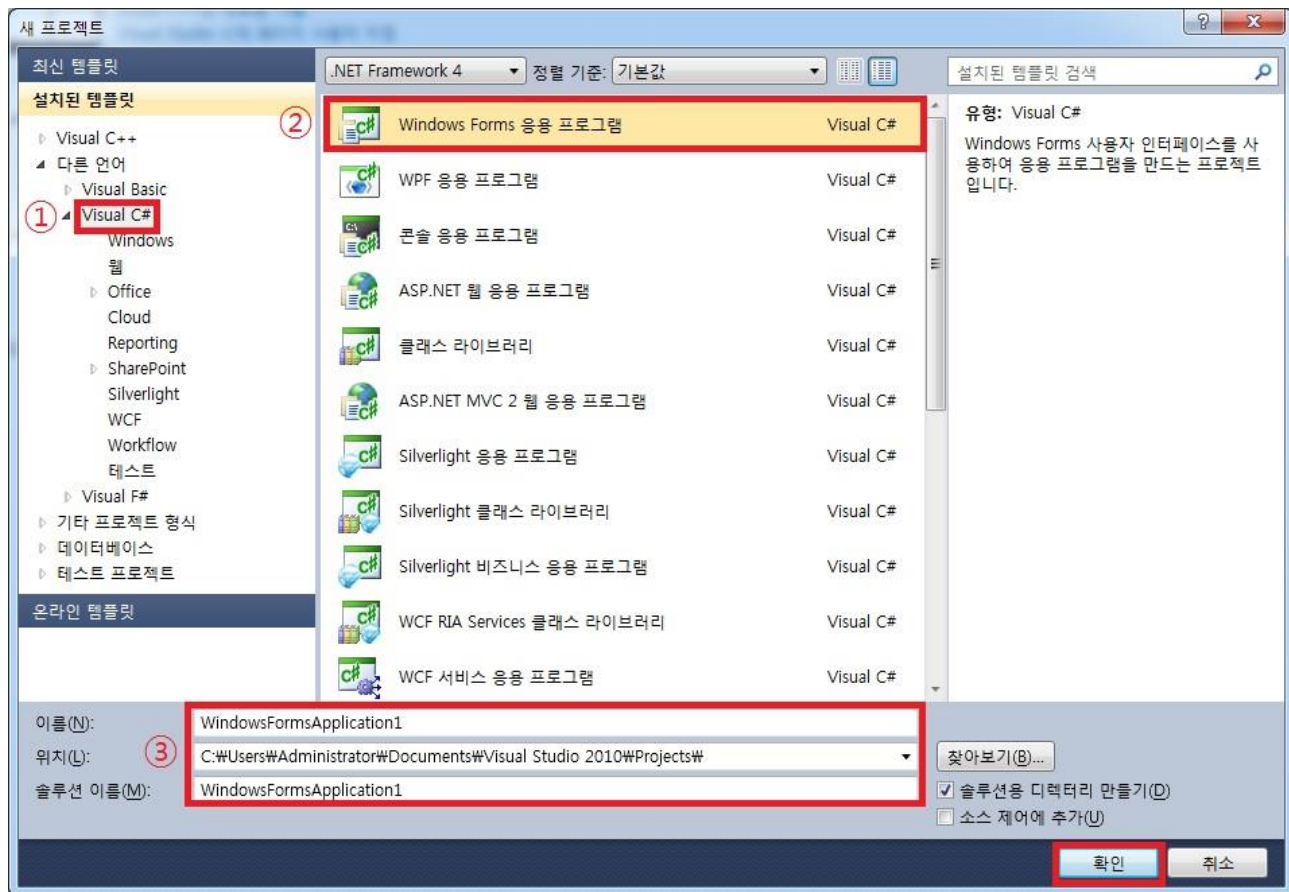 새 프로젝트
최신 템플릿
설치된 템플릿
Visual C++
다른 언어
Visual Basic
① Visual C#
Windows
웹
Office
Cloud
Reporting
SharePoint
Silverlight
WCF
Workflow
테스트
Visual F#
기타 프로젝트 형식
데이터베이스
테스트 프로젝트
온라인 템플릿
.NET Framework 4 정렬 기준: 기본값
② Windows Forms 응용 프로그램 Visual C#
WPF 응용 프로그램 Visual C#
콘솔 응용 프로그램 Visual C#
ASP.NET 웹 응용 프로그램 Visual C#
클래스 라이브러리 Visual C#
ASP.NET MVC 2 웹 응용 프로그램 Visual C#
Silverlight 응용 프로그램 Visual C#
Silverlight 클래스 라이브러리 Visual C#
Silverlight 비즈니스 응용 프로그램 Visual C#
WCF RIA Services 클래스 라이브러리 Visual C#
WCF 서비스 응용 프로그램 Visual C#
설치된 템플릿 검색
유형: Visual C#
Windows Forms 사용자 인터페이스를 사
용하여 응용 프로그램을 만드는 프로젝트
입니다.
이름(N): WindowsFormsApplication1
위치(L): ③ C:₩Users₩Administrator₩Documents₩Visual Studio 2010₩Projects₩ 찾아보기(B)...
솔루션 이름(M): WindowsFormsApplication1
솔루션용 디렉터리 만들기(D)
소스 제어에 추가(U)
확인 취소